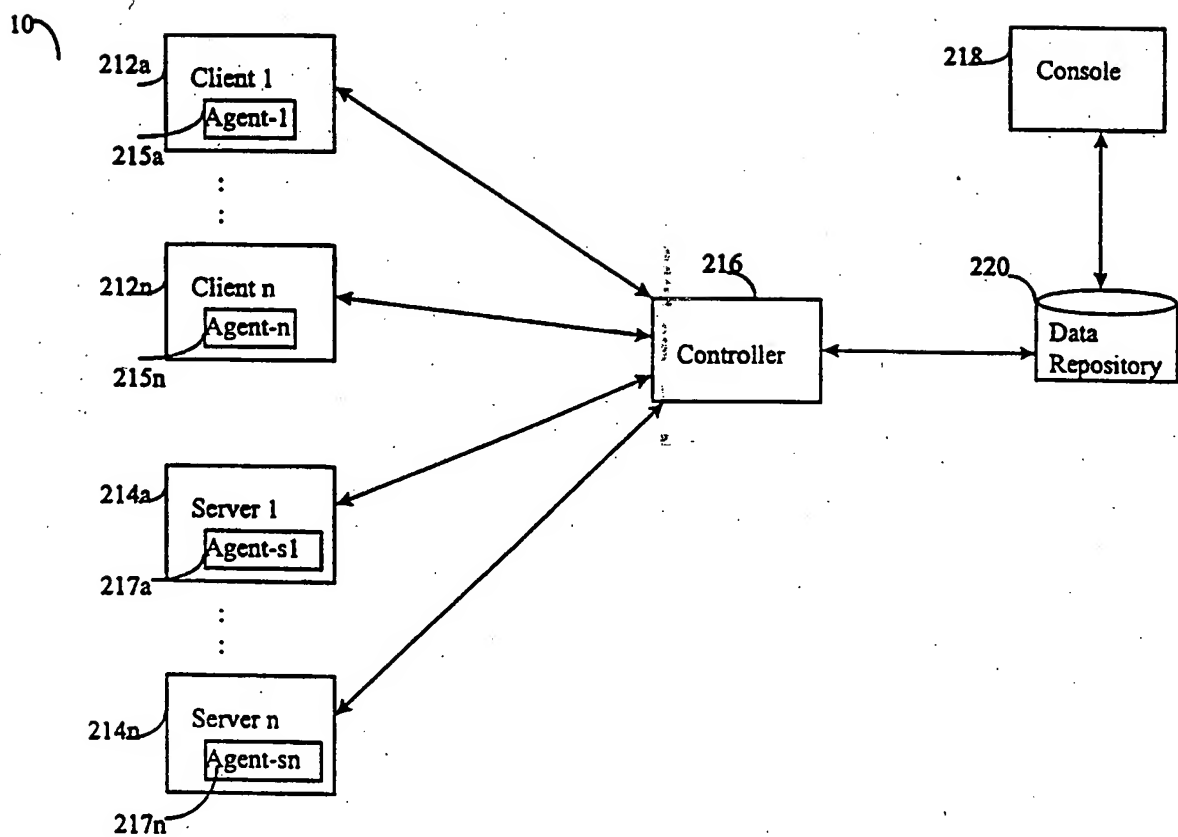 10
212a
Client 1
Agent-1
215a
212n
Client n
Agent-n
215n
214a
Server 1
Agent-s1
217a
214n
Server n
Agent-sn
217n
216
Controller
218
Console
220
Data
Repository